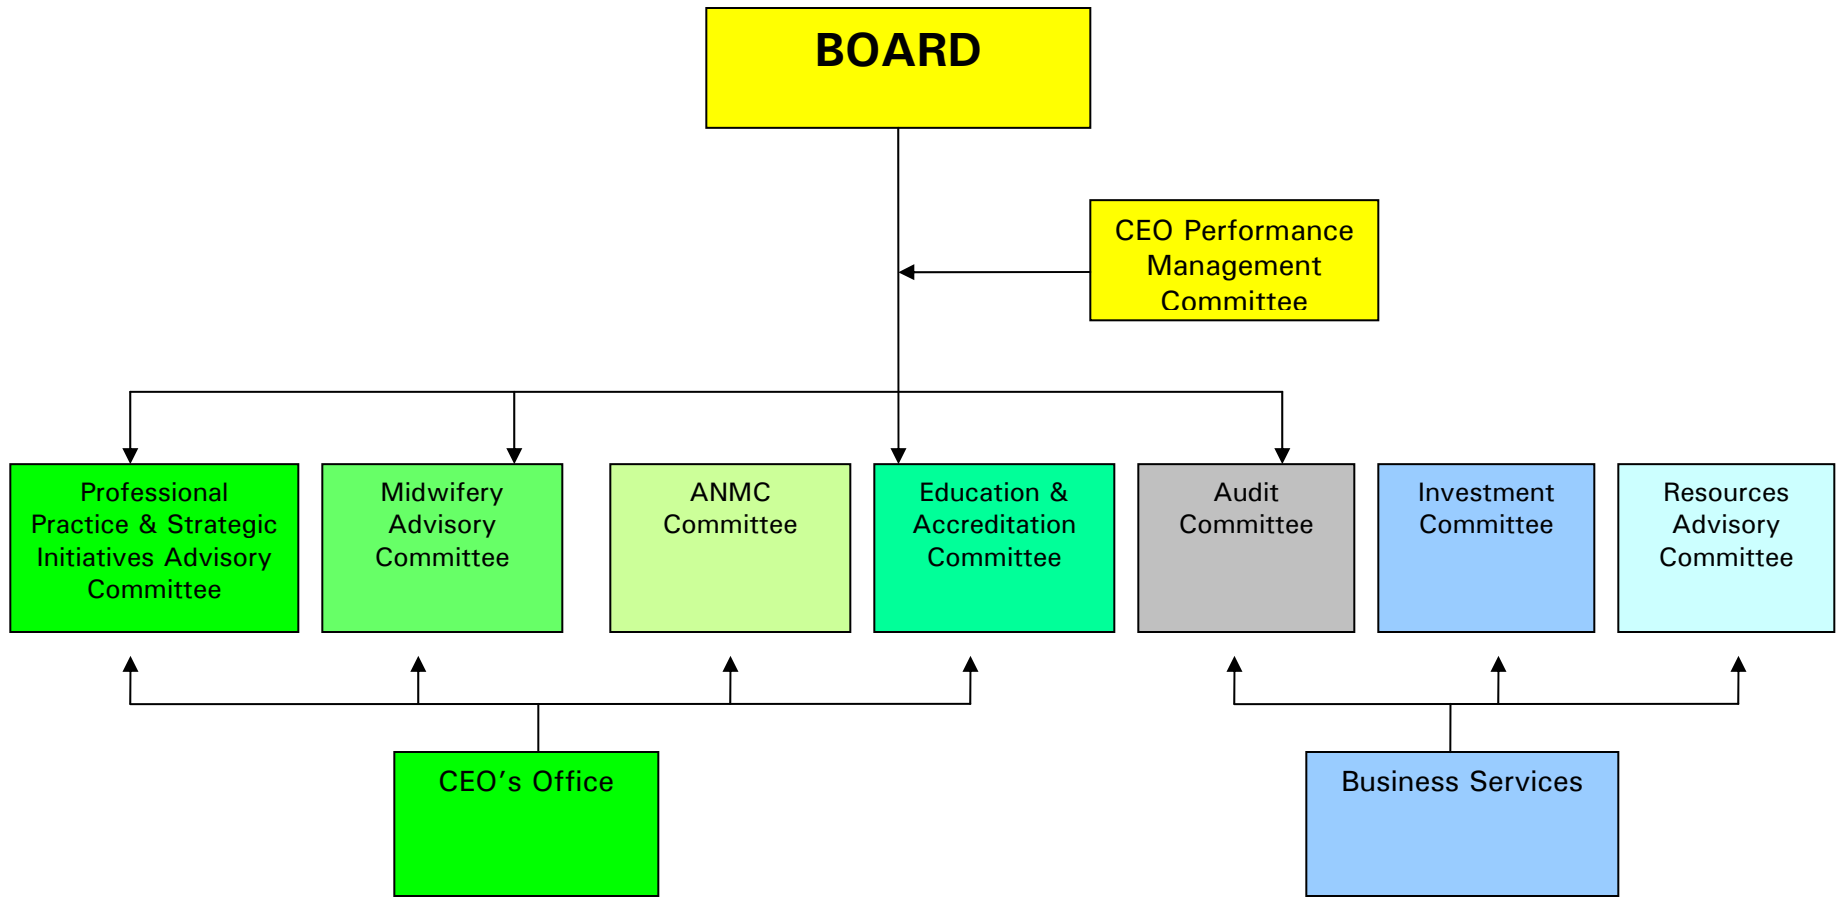 BOARD
CEO Performance
Management
Committee
Professional
Practice & Strategic
Initiatives Advisory
Committee
Midwifery
Advisory
Committee
ANMC
Committee
Education &
Accreditation
Committee
Audit
Committee
Investment
Committee
Resources
Advisory
Committee
CEO’s Office
Business Services